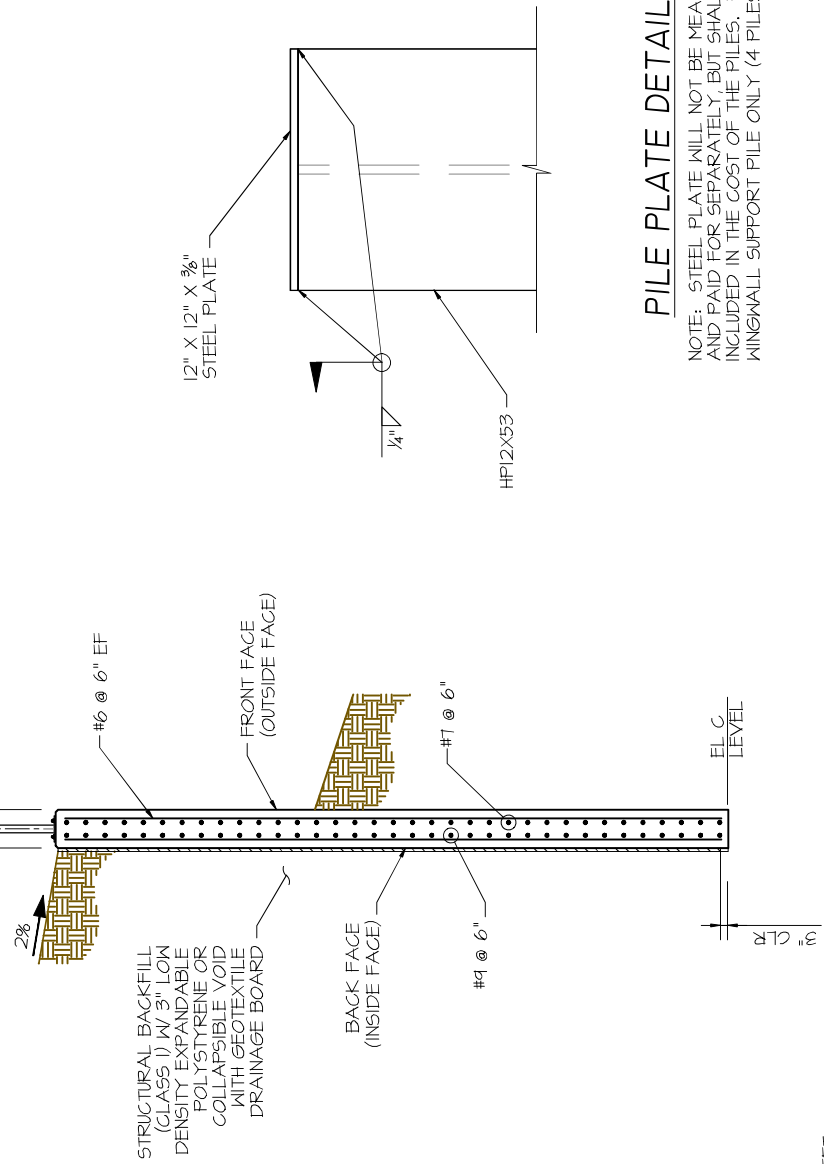 2%
#6 @ 6" EF
STRUCTURAL BACKFILL
(CLASS 1) W/ 3" LOW
DENSITY EXPANDABLE
POLYSTYRENE OR
COLLAPSIBLE VOID
WITH GEOTEXTILE
DRAINAGE BOARD
FRONT FACE
(OUTSIDE FACE)
BACK FACE
(INSIDE FACE)
#7 @ 6"
#9 @ 6"
EL C
LEVEL
3" CLR
12" X 12" X 3/8"
STEEL PLATE
1/4"
HP12X53
PILE PLATE DETAIL
NOTE: STEEL PLATE WILL NOT BE MEA
AND PAID FOR SEPARATELY, BUT SHAL
INCLUDED IN THE COST OF THE PILES.
WINGWALL SUPPORT PILE ONLY (4 PILES